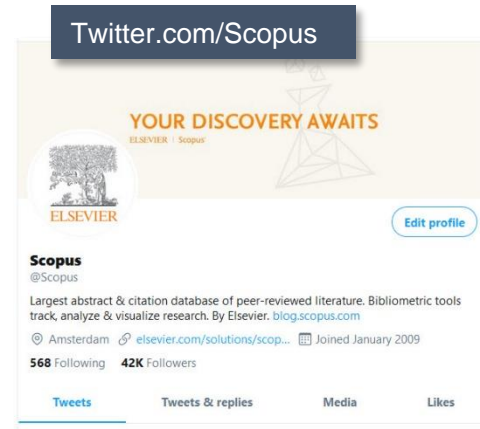 Twitter.com/Scopus
YOUR DISCOVERY AWAITS
ELSEVIER | Scopus
ELSEVIER
Edit profile
Scopus
@Scopus
Largest abstract & citation database of peer-reviewed literature. Bibliometric tools
track, analyze & visualize research. By Elsevier. blog.scopus.com
Amsterdam elsevier.com/solutions/scop... Joined January 2009
568 Following 42K Followers
Tweets Tweets & replies Media Likes